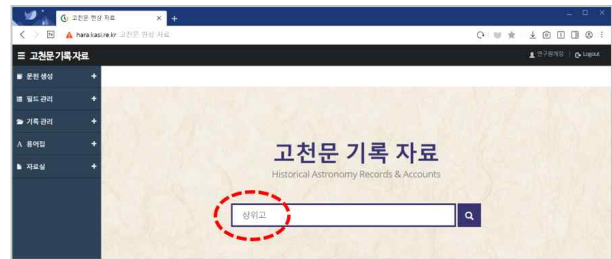 고천문 현상 자료
hara.kasi.re.kr 고천문 현상 자료
고천문 기록 자료
연구원계정 Logout
문헌 생성
필드 관리
기록 관리
용어집
자료실
고천문 기록 자료
Historical Astronomy Records & Accounts
상위고